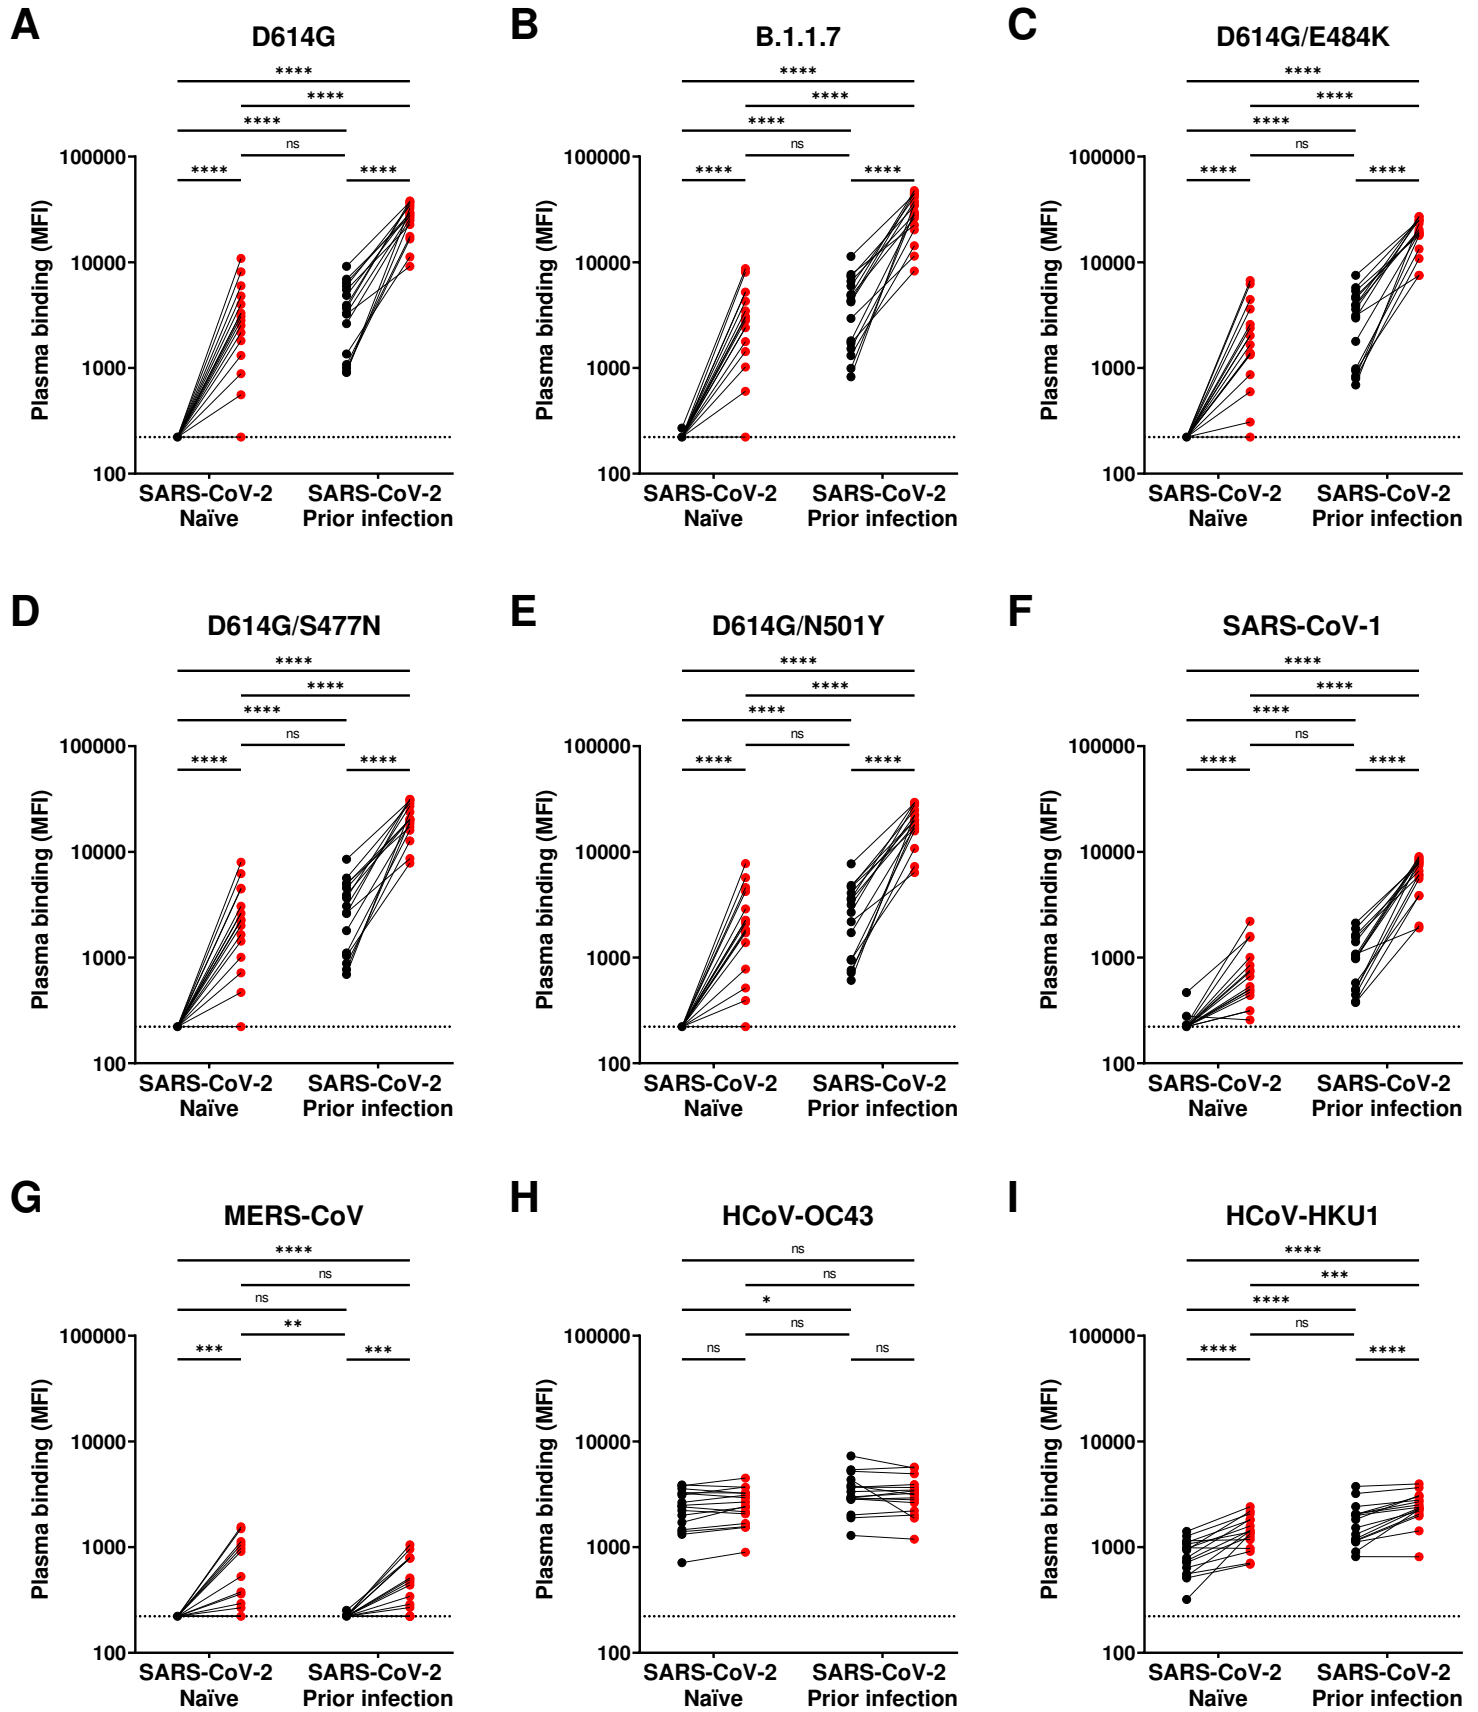 A
D614G
****
****
****
ns
****
****
100000
10000
1000
100
Plasma binding (MFI)
SARS-CoV-2
Naïve
SARS-CoV-2
Prior infection
B
B.1.1.7
****
****
****
ns
****
****
100000
10000
1000
100
Plasma binding (MFI)
SARS-CoV-2
Naïve
SARS-CoV-2
Prior infection
C
D614G/E484K
****
****
****
ns
****
****
100000
10000
1000
100
Plasma binding (MFI)
SARS-CoV-2
Naïve
SARS-CoV-2
Prior infection
D
D614G/S477N
****
****
****
ns
****
****
100000
10000
1000
100
Plasma binding (MFI)
SARS-CoV-2
Naïve
SARS-CoV-2
Prior infection
E
D614G/N501Y
****
****
****
ns
****
****
100000
10000
1000
100
Plasma binding (MFI)
SARS-CoV-2
Naïve
SARS-CoV-2
Prior infection
F
SARS-CoV-1
****
****
****
ns
****
****
100000
10000
1000
100
Plasma binding (MFI)
SARS-CoV-2
Naïve
SARS-CoV-2
Prior infection
G
MERS-CoV
****
ns
ns
**
***
***
100000
10000
1000
100
Plasma binding (MFI)
SARS-CoV-2
Naïve
SARS-CoV-2
Prior infection
H
HCoV-OC43
ns
ns
*
ns
ns
ns
100000
10000
1000
100
Plasma binding (MFI)
SARS-CoV-2
Naïve
SARS-CoV-2
Prior infection
I
HCoV-HKU1
****
***
****
ns
****
****
100000
10000
1000
100
Plasma binding (MFI)
SARS-CoV-2
Naïve
SARS-CoV-2
Prior infection